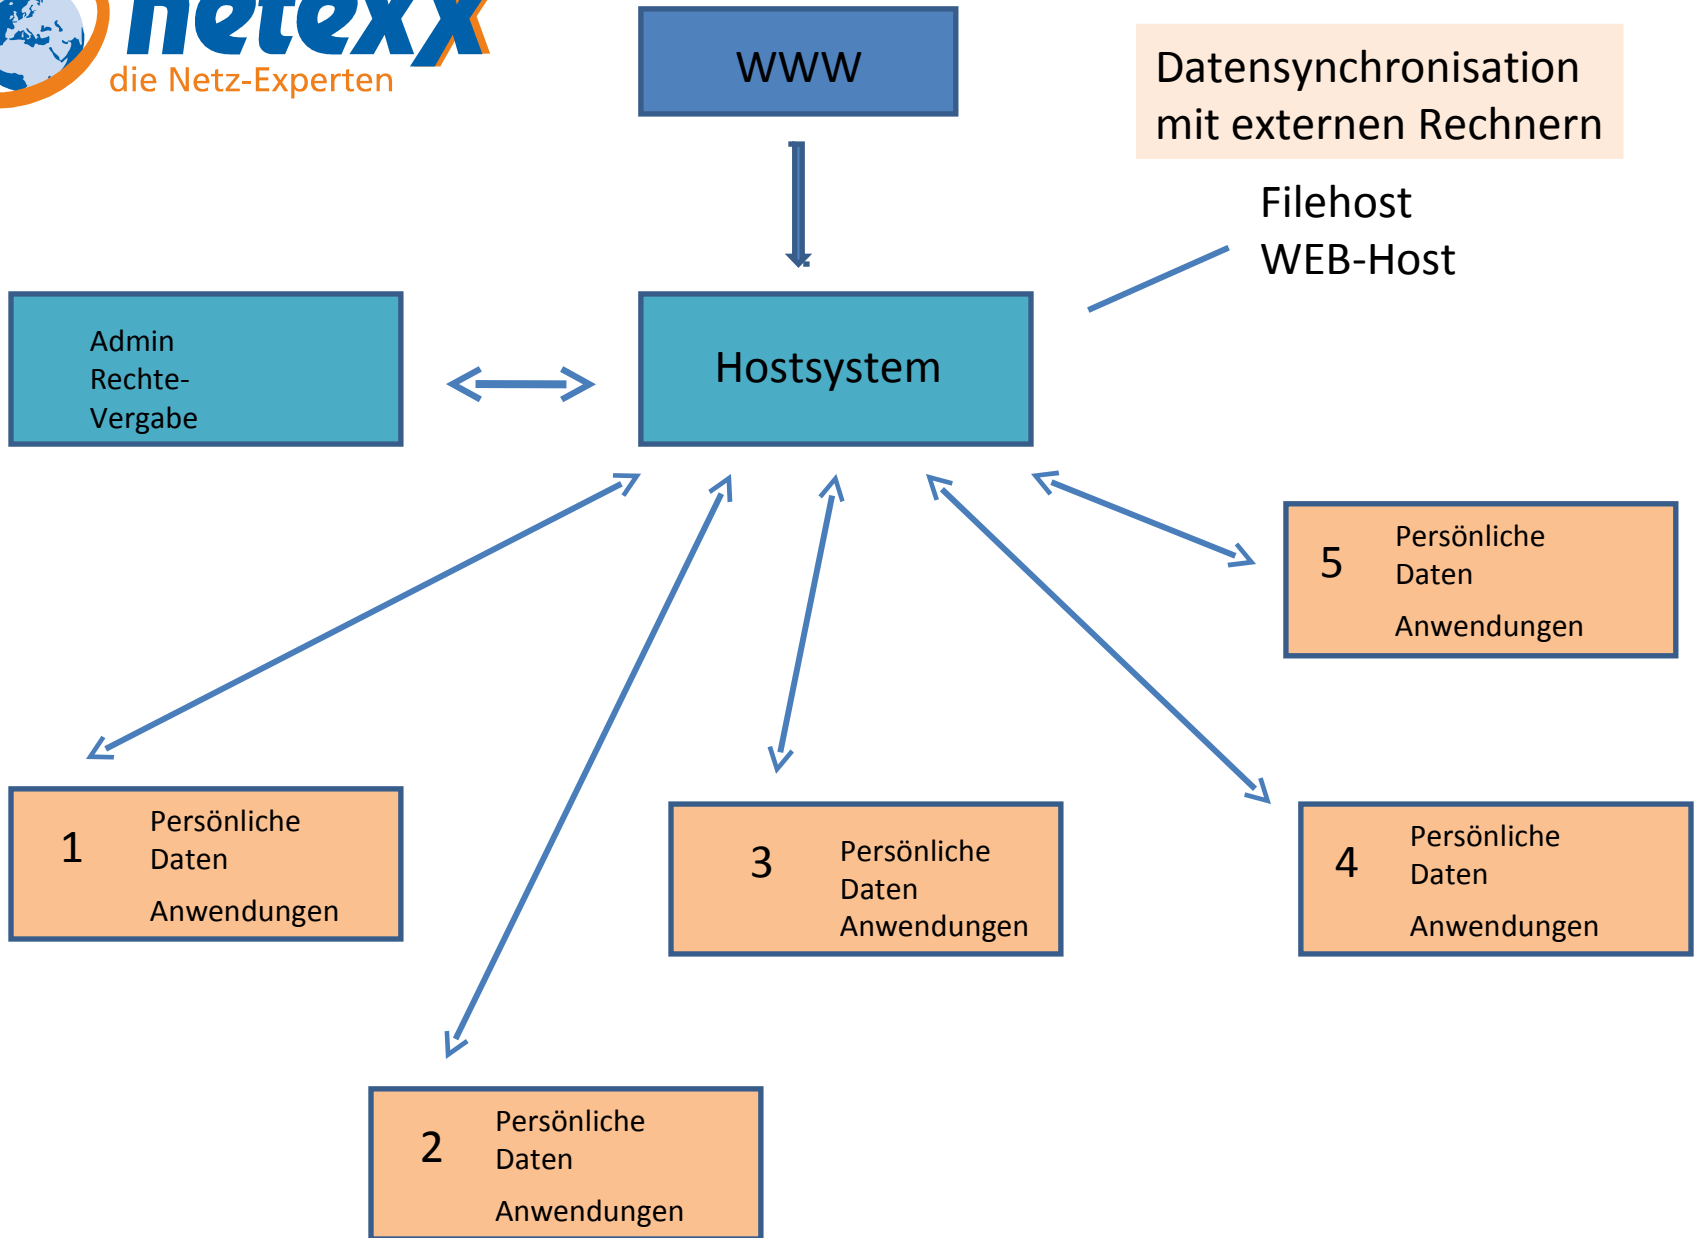 netexx
die Netz-Experten
WWW
Datensynchronisation
mit externen Rechnern
Filehost
WEB-Host
Admin
Rechte-
Vergabe
Hostsystem
5
Persönliche
Daten
Anwendungen
1
Persönliche
Daten
Anwendungen
3
Persönliche
Daten
Anwendungen
4
Persönliche
Daten
Anwendungen
2
Persönliche
Daten
Anwendungen